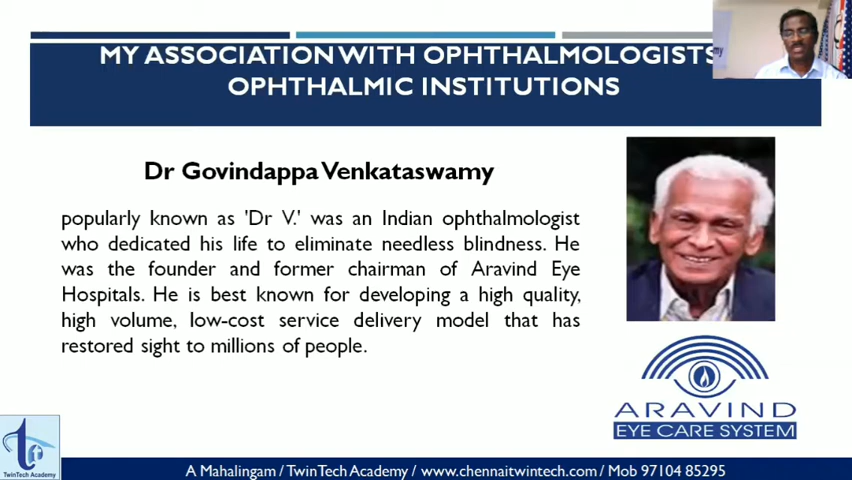 MY ASSOCIATION WITH OPHTHALMOLOGISTS
OPHTHALMIC INSTITUTIONS
Dr Govindappa Venkataswamy
popularly known as 'Dr V.' was an Indian ophthalmologist
who dedicated his life to eliminate needless blindness. He
was the founder and former chairman of Aravind Eye
Hospitals. He is best known for developing a high quality,
high volume, low-cost service delivery model that has
restored sight to millions of people.
ARAVIND
EYE CARE SYSTEM
TwinTech Academy
A Mahalingam / TwinTech Academy / www.chennaitwintech.com / Mob 97104 85295